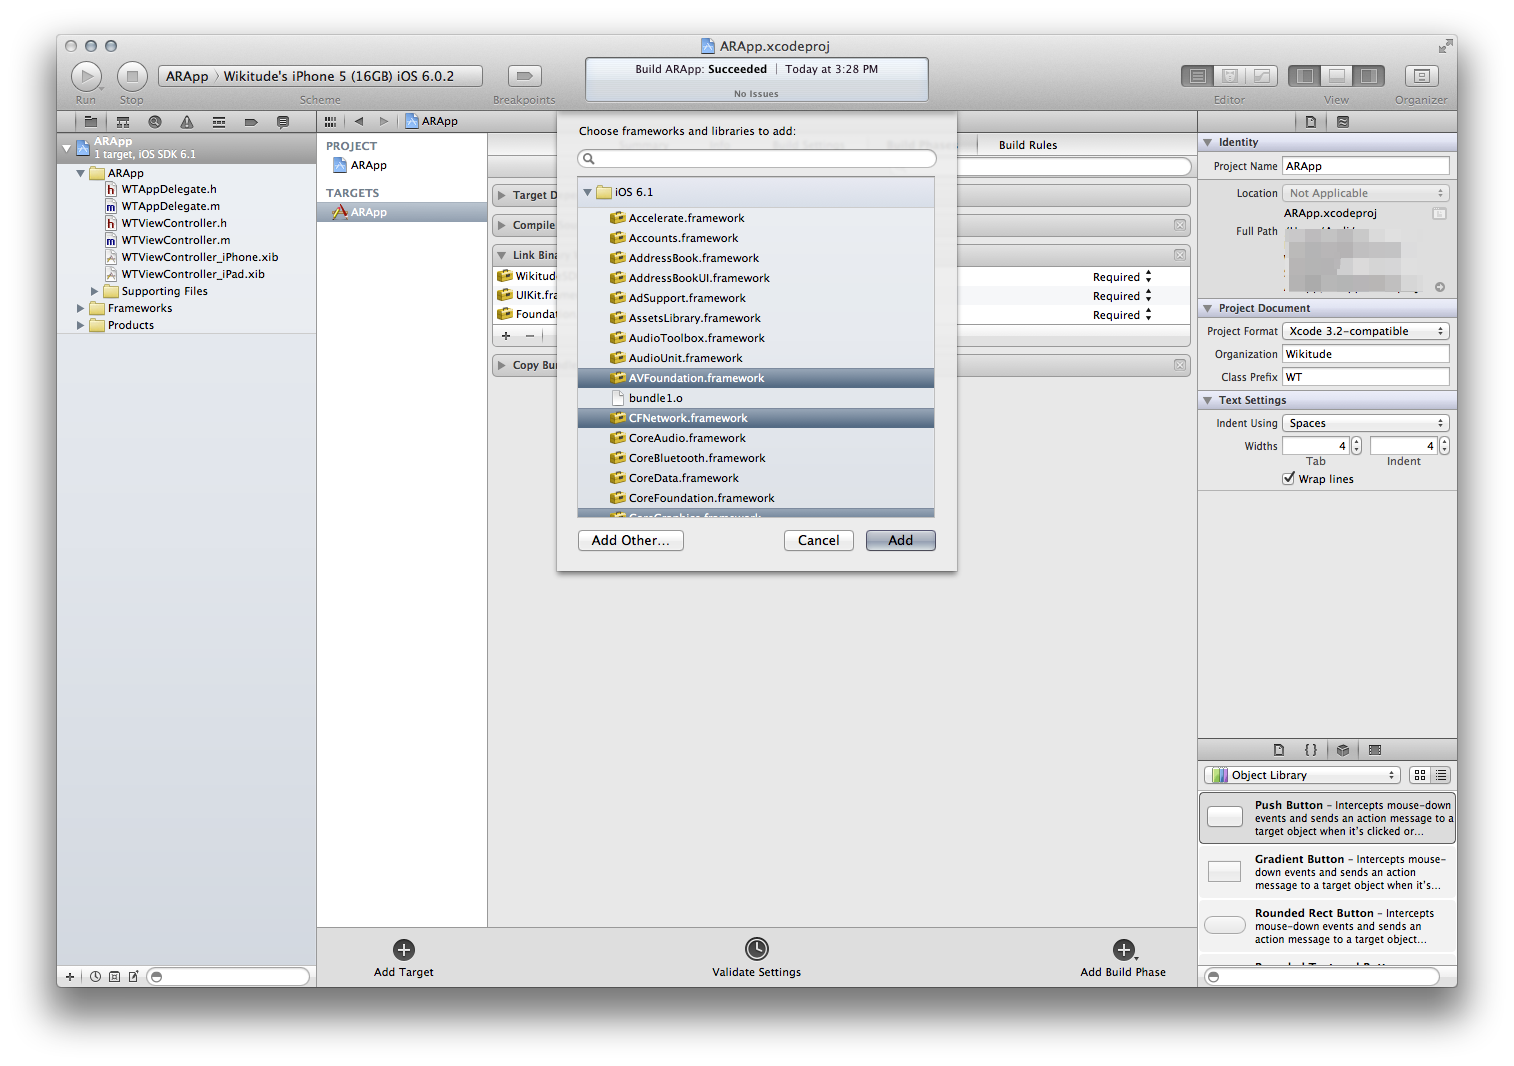 ARApp.xcodeproj
ARApp 〉 Wikitude's iPhone 5 (16GB) iOS 6.0.2
Build ARApp: Succeeded | Today at 3:28 PM
No Issues
Run
Stop
Scheme
Breakpoints
Editor
View
Organizer
ARApp
1 target, iOS SDK 6.1
ARApp
WTAppDelegate.h
WTAppDelegate.m
WTViewController.h
WTViewController.m
WTViewController_iPhone.xib
WTViewController_iPad.xib
Supporting Files
Frameworks
Products
ARApp
PROJECT
ARApp
TARGETS
ARApp
Build Rules
Target D
Compile
Link Binary
Wikitude
UIKit.fra
Foundation
Required
Required
Required
Copy Bun
Choose frameworks and libraries to add:
iOS 6.1
Accelerate.framework
Accounts.framework
AddressBook.framework
AddressBookUI.framework
AdSupport.framework
AssetsLibrary.framework
AudioToolbox.framework
AudioUnit.framework
AVFoundation.framework
bundle1.o
CFNetwork.framework
CoreAudio.framework
CoreBluetooth.framework
CoreData.framework
CoreFoundation.framework
CoreGraphics.framework
Add Other...
Cancel
Add
Add Target
Validate Settings
Add Build Phase
Identity
Project Name ARApp
Location Not Applicable
ARApp.xcodeproj
Full Path
Project Document
Project Format Xcode 3.2-compatible
Organization Wikitude
Class Prefix WT
Text Settings
Indent Using Spaces
Widths 4 4
Tab Indent
Wrap lines
{ }
Object Library
Push Button - Intercepts mouse-down
events and sends an action message to a
target object when it's clicked or...
Gradient Button - Intercepts mouse-
down events and sends an action
message to a target object when it's...
Rounded Rect Button - Intercepts
mouse-down events and sends an
action message to a target object...